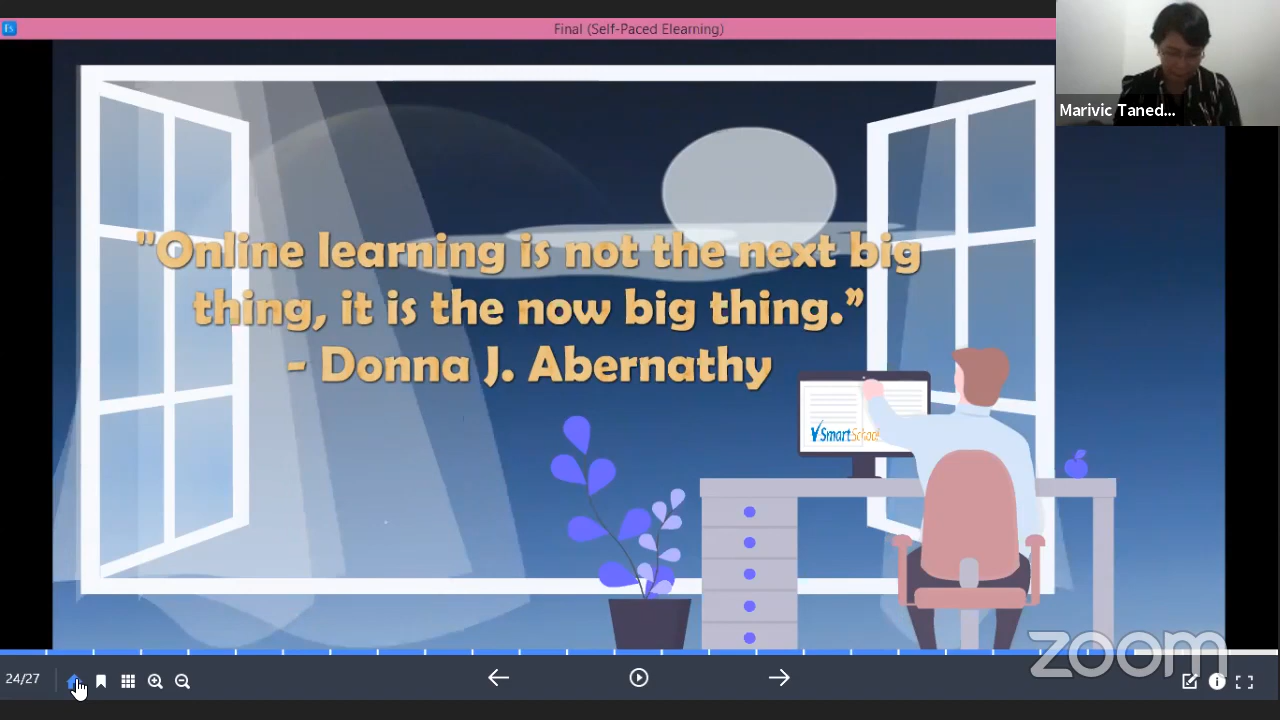 Final (Self-Paced Elearning)
Marivic Taned...
"Online learning is not the next big
thing, it is the now big thing.”
- Donna J. Abernathy
SmartSchool
zoom
24/27